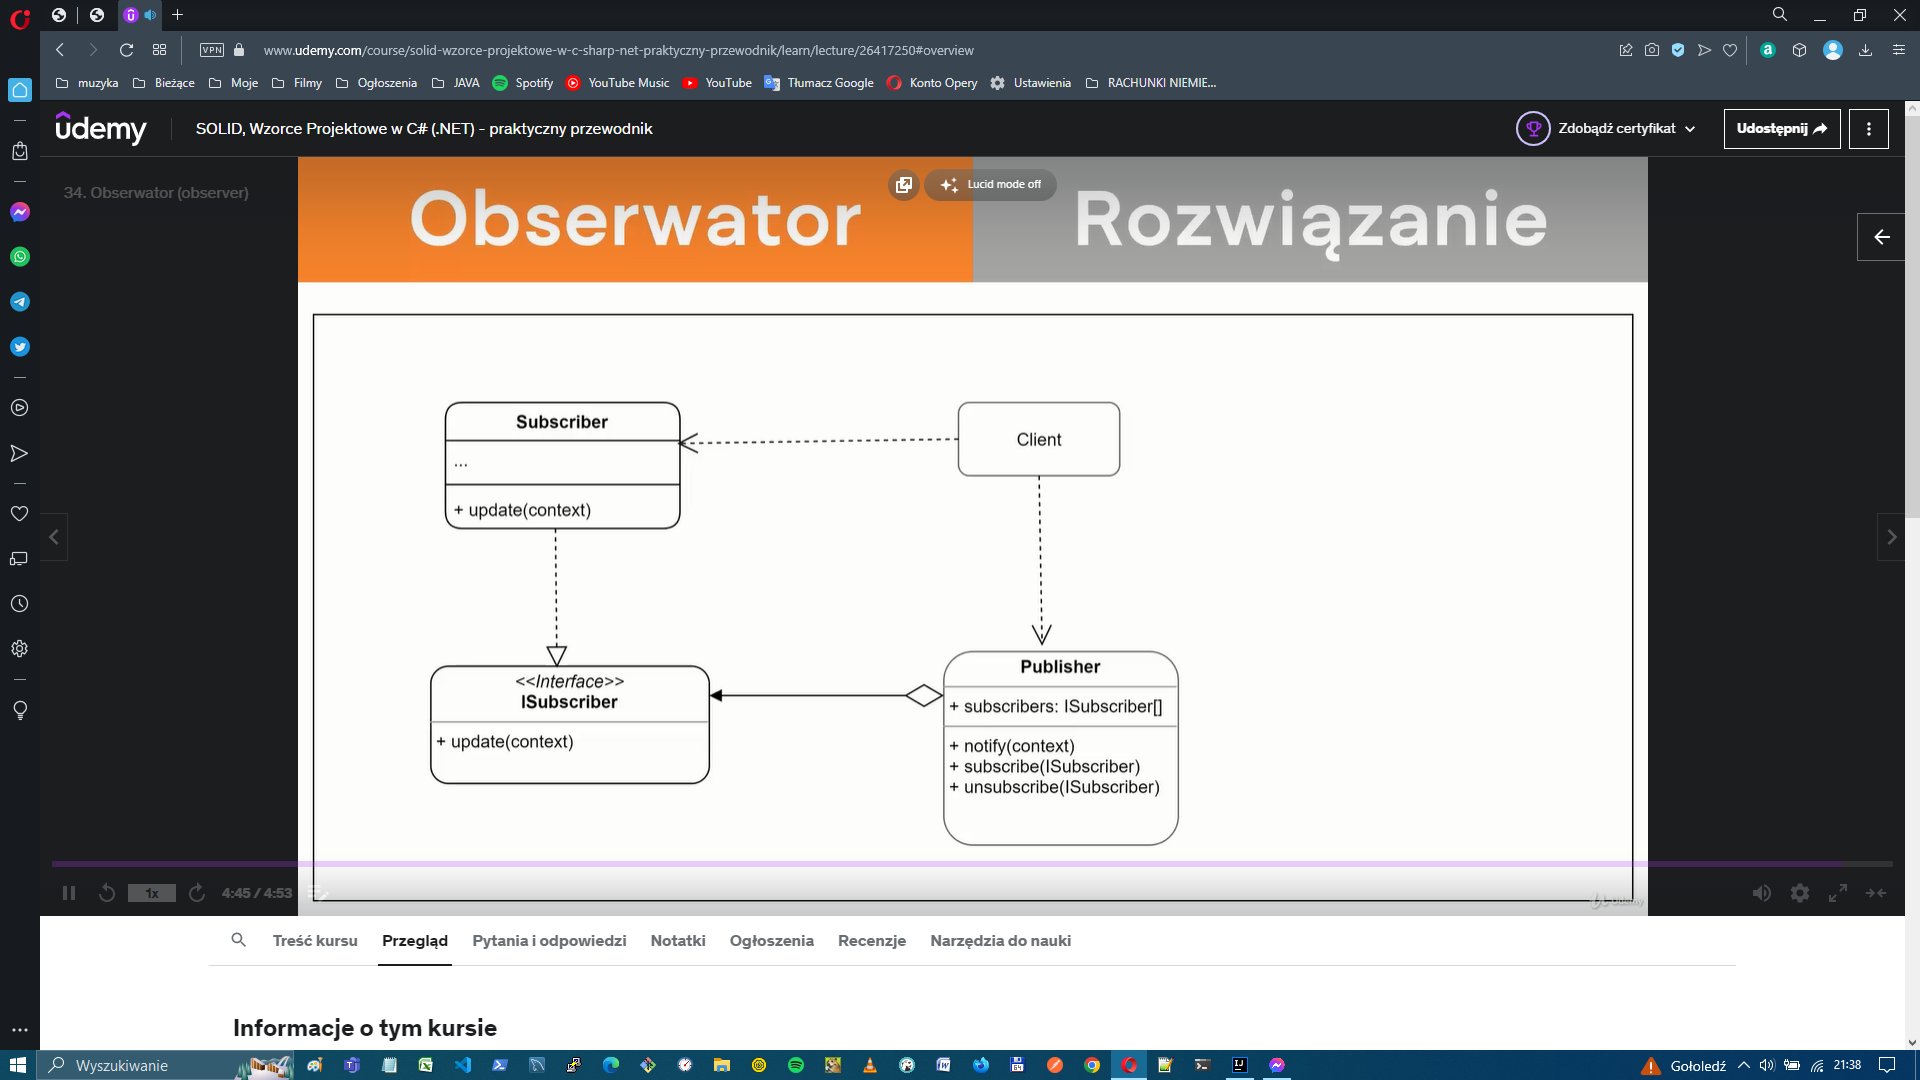 VPN
www.udemy.com/course/solid-wzorce-projektowe-w-c-sharp-net-praktyczny-przewodnik/learn/lecture/26417250#overview
muzyka Bieżące Moje Filmy Ogłoszenia JAVA Spotify YouTube Music YouTube Tłumacz Google Konto Opery Ustawienia RACHUNKI NIEMIE...
udemy
SOLID, Wzorce Projektowe w C# (.NET) - praktyczny przewodnik
Zdobądź certyfikat
Udostępnij
34. Obserwator (observer)
Lucid mode off
Obserwator
Rozwiązanie
Subscriber
...
+ update(context)
Client
<<Interface>>
ISubscriber
+ update(context)
Publisher
+ subscribers: ISubscriber[]
+ notify(context)
+ subscribe(ISubscriber)
+ unsubscribe(ISubscriber)
1x
4:45 / 4:53
Udemy
Treść kursu Przegląd Pytania i odpowiedzi Notatki Ogłoszenia Recenzje Narzędzia do nauki
Informacje o tym kursie
Wyszukiwanie
Gołoledź
21:38